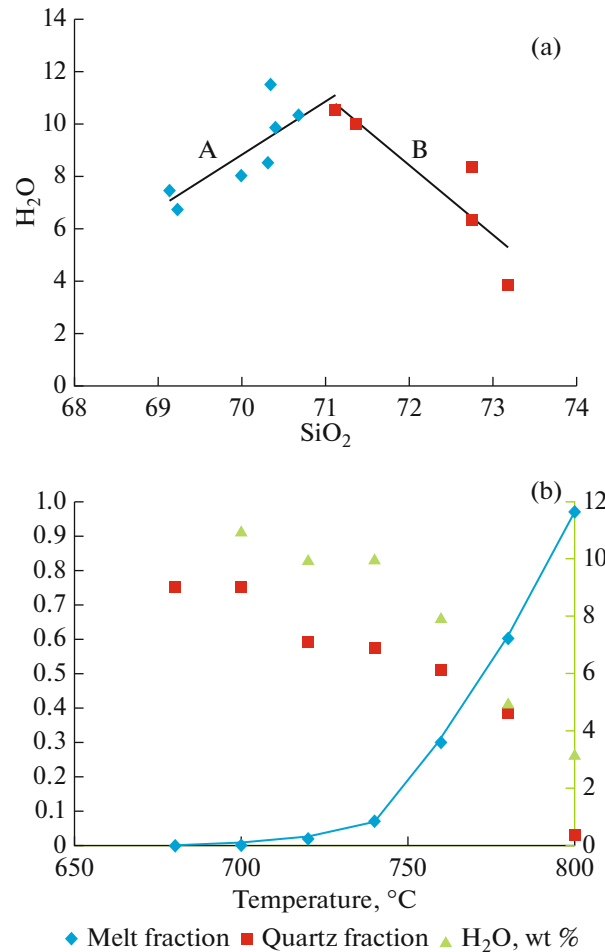 (a)
14
12
10
8
6
4
2
0
H₂O
A
B
68 69 70 71 72 73 74
SiO₂
(b)
1.0
0.9
0.8
0.7
0.6
0.5
0.4
0.3
0.2
0.1
0
12
10
8
6
4
2
0
650 700 750 800
Temperature, °C
Melt fraction Quartz fraction H₂O, wt %